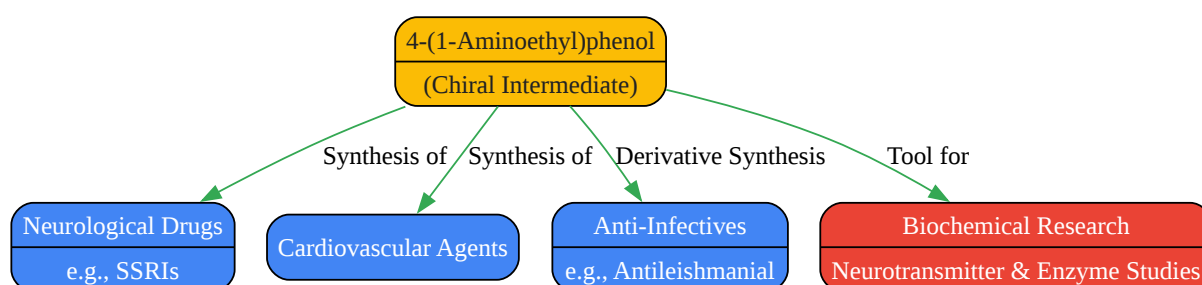 4-(1-Aminoethyl)phenol
(Chiral Intermediate)
Synthesis of
Synthesis of
Derivative Synthesis
Tool for
Neurological Drugs
e.g., SSRIs
Cardiovascular Agents
Anti-Infectives
e.g., Antileishmanial
Biochemical Research
Neurotransmitter & Enzyme Studies